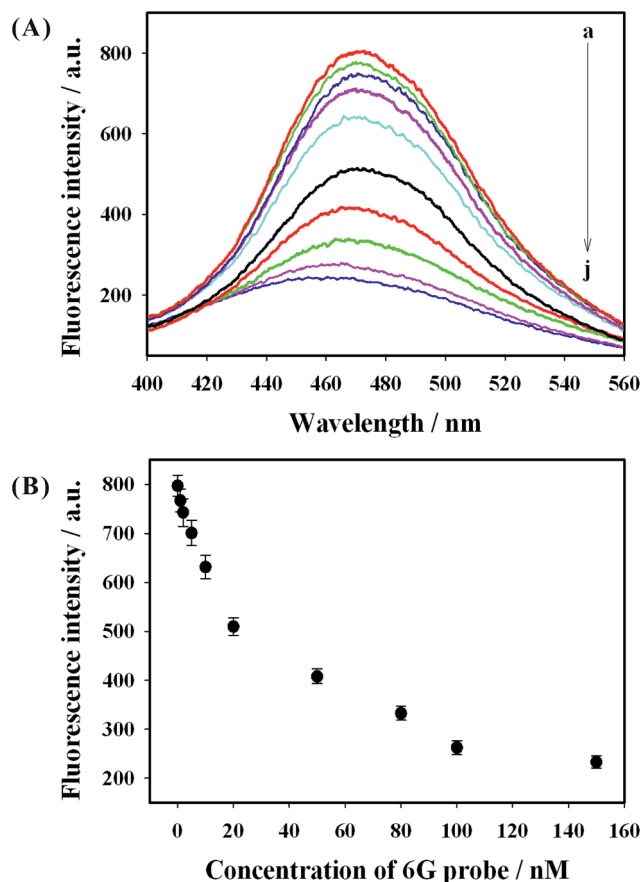 (A)
a
j
800
600
400
200
400 420 440 460 480 500 520 540 560
Fluorescence intensity / a.u.
Wavelength / nm
(B)
800
700
600
500
400
300
200
0 20 40 60 80 100 120 140 160
Fluorescence intensity / a.u.
Concentration of 6G probe / nM